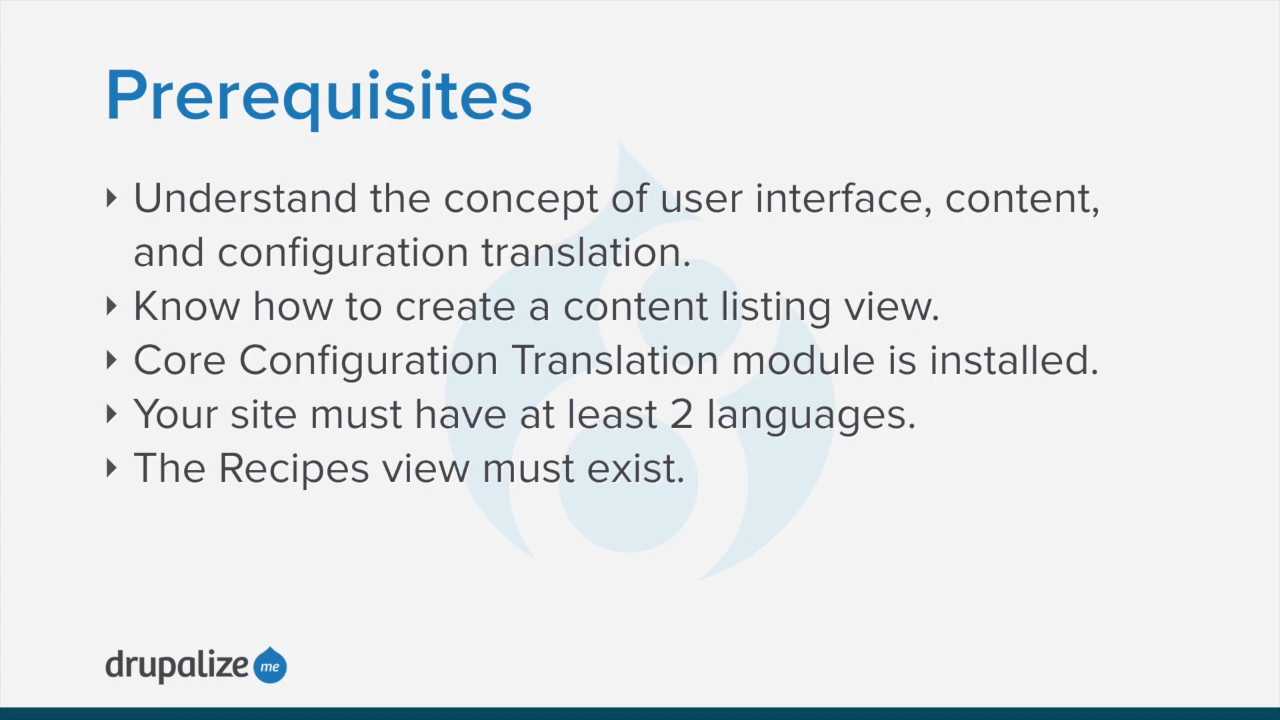 Prerequisites
‣ Understand the concept of user interface, content,
and configuration translation.
‣ Know how to create a content listing view.
‣ Core Configuration Translation module is installed.
‣ Your site must have at least 2 languages.
‣ The Recipes view must exist.
drupalize me